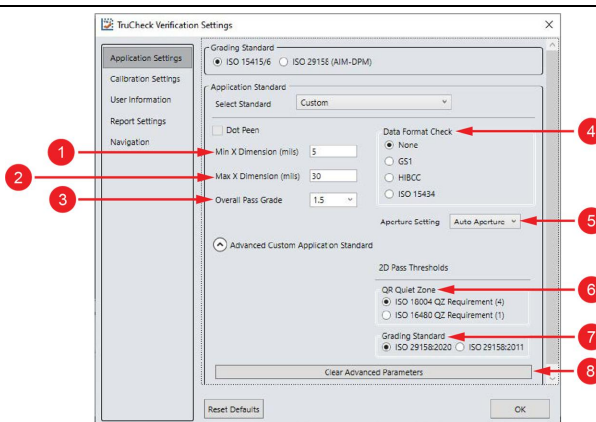 TruCheck Verification Settings
Application Settings
Calibration Settings
User Information
Report Settings
Navigation
Grading Standard
ISO 15415/6 ISO 29158 (AIM-DPM)
Application Standard
Select Standard Custom
Dot Peen
Min X Dimension (mils) 5
Max X Dimension (mils) 30
Overall Pass Grade 1.5
Data Format Check
None
GS1
HIBCC
ISO 15434
Aperture Setting Auto Aperture
Advanced Custom Application Standard
2D Pass Thresholds
QR Quiet Zone
ISO 18004 QZ Requirement (4)
ISO 16480 QZ Requirement (1)
Grading Standard
ISO 29158:2020 ISO 29158:2011
Clear Advanced Parameters
Reset Defaults OK
1
2
3
4
5
6
7
8